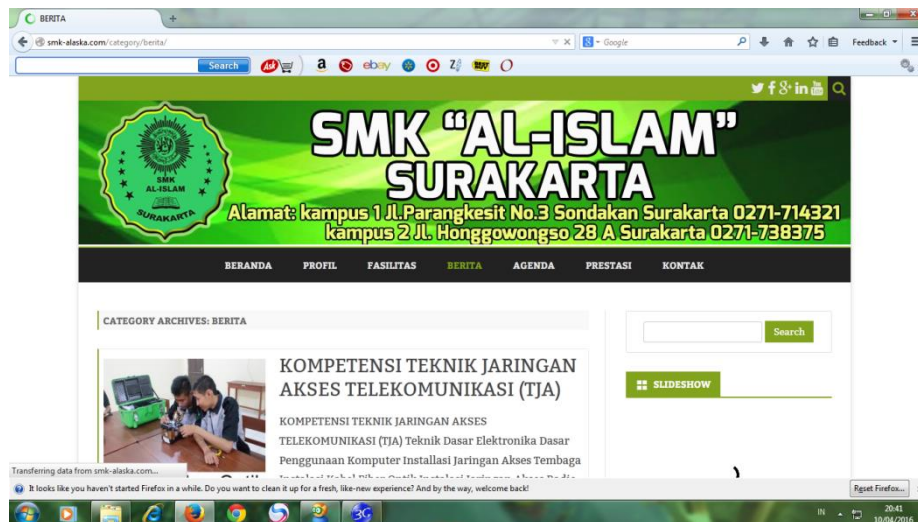 BERITA
+
smk-alaska.com/category/berita/
Google
Feedback
Search
Ask
a
ebay
SMK
AL-ISLAM
SURAKARTA
SMK “AL-ISLAM”
SURAKARTA
Alamat: kampus 1 Jl.Parangkesit No.3 Sondakan Surakarta 0271-714321
kampus 2 Jl. Honggowongso 28 A Surakarta 0271-738375
BERANDA PROFIL FASILITAS BERITA AGENDA PRESTASI KONTAK
CATEGORY ARCHIVES: BERITA
Search
KOMPETENSI TEKNIK JARINGAN
AKSES TELEKOMUNIKASI (TJA)
SLIDESHOW
KOMPETENSI TEKNIK JARINGAN AKSES
TELEKOMUNIKASI (TJA) Teknik Dasar Elektronika Dasar
Penggunaan Komputer Installasi Jaringan Akses Tembaga
Transferring data from smk-alaska.com...
It looks like you haven't started Firefox in a while. Do you want to clean it up for a fresh, like-new experience? And by the way, welcome back!
Reset Firefox...
3G
IN
20:41
10/04/2016